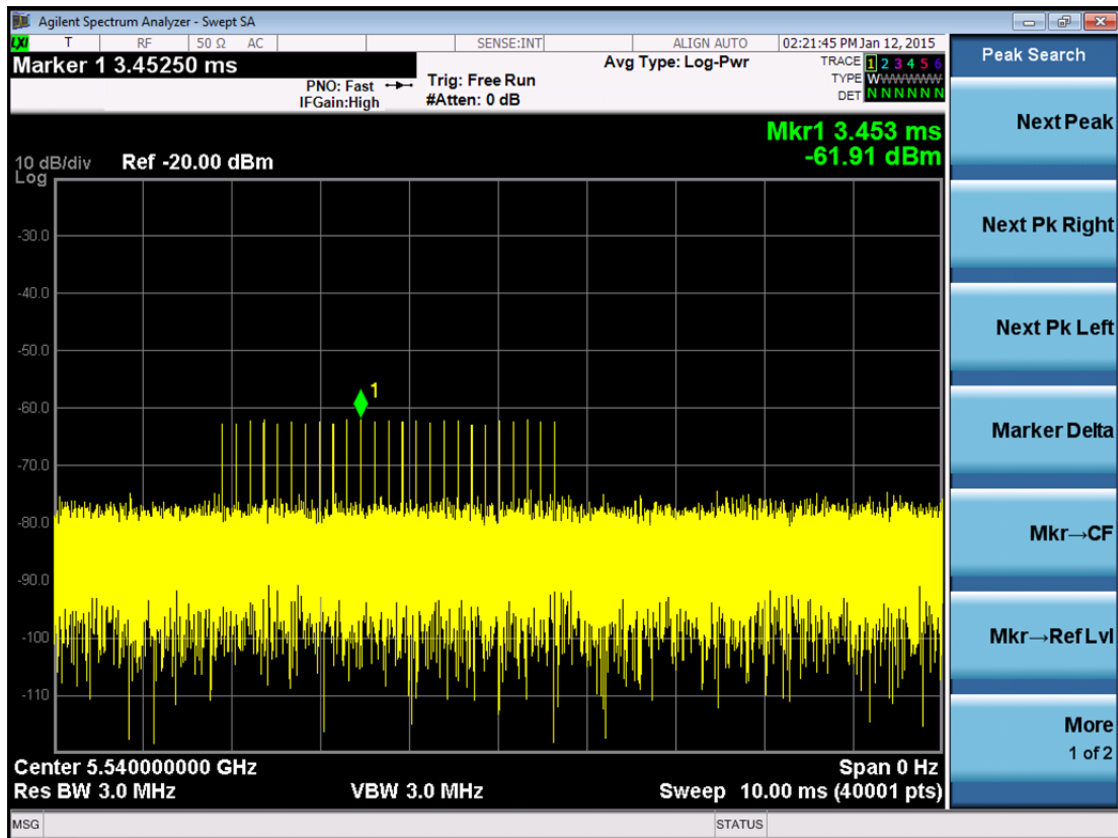 Agilent Spectrum Analyzer - Swept SA
LXI T RF 50 Ω AC SENSE:INT ALIGN AUTO 02:21:45 PM Jan 12, 2015
Marker 1 3.45250 ms
PNO: Fast
IFGain:High
Trig: Free Run
#Atten: 0 dB
Avg Type: Log-Pwr
TRACE 1 2 3 4 5 6
TYPE WWWWWW
DET N N N N N N
Mkr1 3.453 ms
-61.91 dBm
10 dB/div Ref -20.00 dBm
Log
-30.0
-40.0
-50.0
1
-60.0
-70.0
-80.0
-90.0
-100
-110
Center 5.540000000 GHz Span 0 Hz
Res BW 3.0 MHz VBW 3.0 MHz Sweep 10.00 ms (40001 pts)
MSG STATUS
Peak Search
Next Peak
Next Pk Right
Next Pk Left
Marker Delta
Mkr→CF
Mkr→Ref Lvl
More
1 of 2